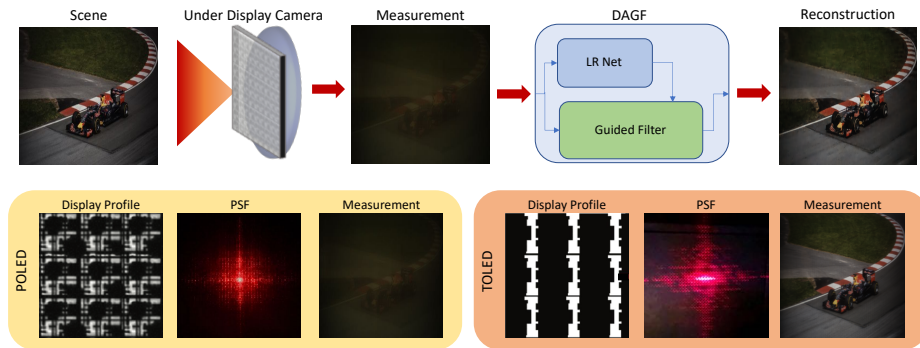 Scene
Under Display Camera
Measurement
DAGF
Reconstruction
LR Net
Guided Filter
POLED
Display Profile
PSF
Measurement
TOLED
Display Profile
PSF
Measurement